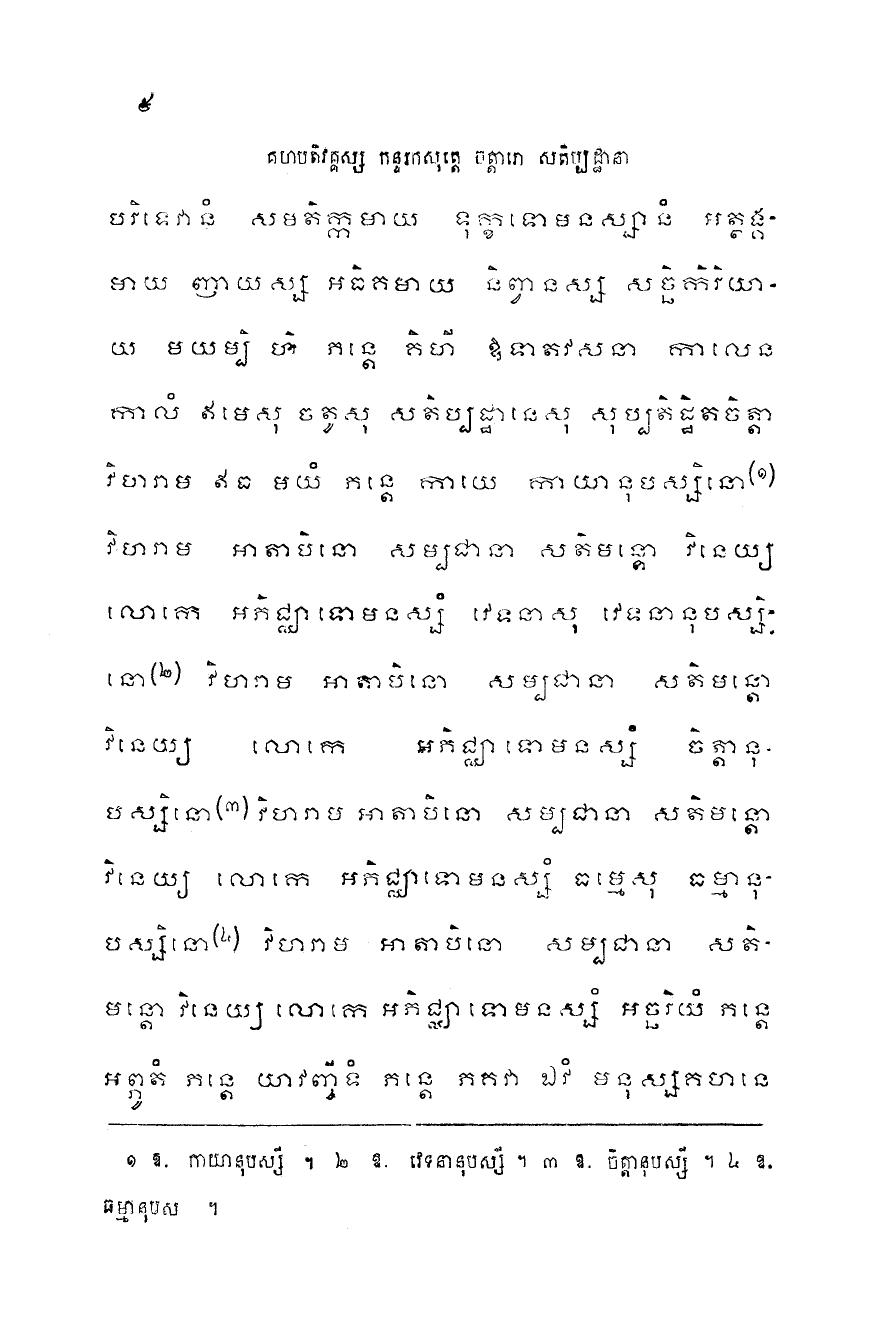 ៥
គហបតិវគ្គស្ស កន្ទរកសុត្តេ ចត្តារោ សតិប្បដ្ឋានា
បរិទេវានំ សមតិក្កមាយ ទុក្ខទោមនស្សានំ អត្ថង្គ-
មាយ ញាយស្ស អធិគមាយ និព្វានស្ស សច្ឆិកិរិយា-
យ មយម្បិ ហិ ភន្តេ គិហី ឱទាតវសនា កាលេន
កាលំ ឥមេសុ ចតូសុ សតិប្បដ្ឋានេសុ សុប្បតិដ្ឋិតចិត្តា
វិហរាម ឥធ មយំ ភន្តេ កាយេ កាយានុបស្សិនោ(១)
វិហរាម អាតាបិនោ សម្បជានា សតិមន្តោ វិនេយ្យ
លោកេ អភិជ្ឈាទោមនស្សំ វេទនាសុ វេទនានុបស្សិ-
នោ(២) វិហរាម អាតាបិនោ សម្បជានា សតិមន្តោ
វិនេយ្យ លោកេ អភិជ្ឈាទោមនស្សំ ចិត្តានុ-
បស្សិនោ(៣) វិហរាម អាតាបិនោ សម្បជានា សតិមន្តោ
វិនេយ្យ លោកេ អភិជ្ឈាទោមនស្សំ ធម្មេសុ ធម្មានុ-
បស្សិនោ(៤) វិហរាម អាតាបិនោ សម្បជានា សតិ-
មន្តោ វិនេយ្យ លោកេ អភិជ្ឈាទោមនស្សំ អច្ឆរិយំ ភន្តេ
អព្ភូតំ ភន្តេ យាវញ្ចិទំ ភន្តេ ភគវា ឯវំ មនុស្សគហនេ
១ ឱ. កាយានុបស្សី ។ ២ ឱ. វេទនានុបស្សី ។ ៣ ឱ. ចិត្តានុបស្សី ។ ៤ ឱ.
ធម្មានុបស ។